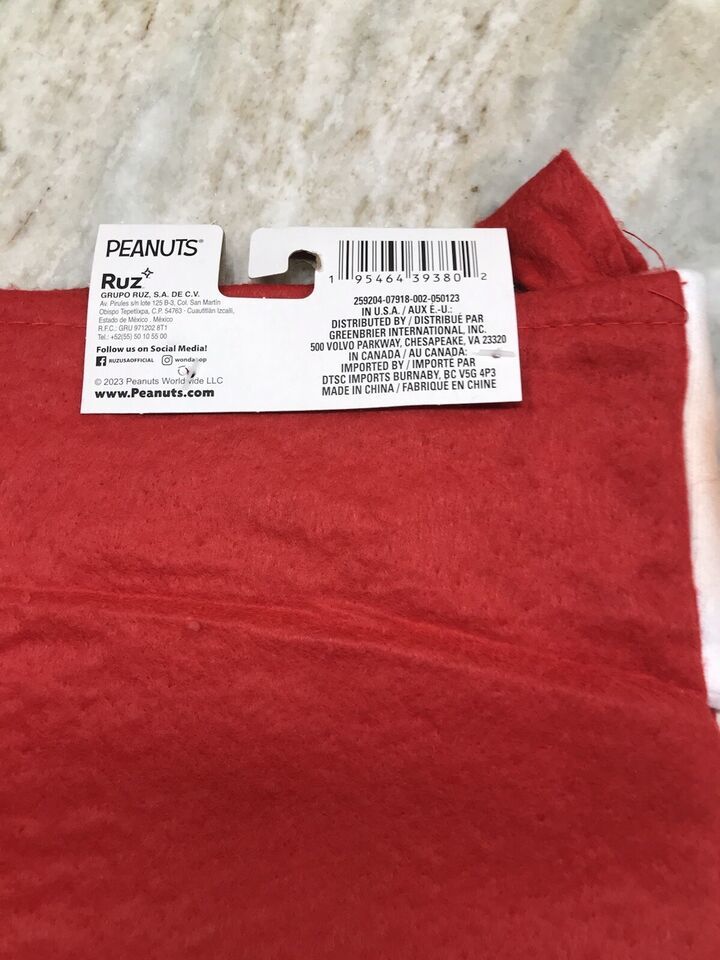 PEANUTS®
Ruz
GRUPO RUZ, S.A. DE C.V.
Av. Pirules s/n lote 125 B-3, Col. San Martín
Obispo Tepetlixpa, C.P. 54763 · Cuautitlán Izcalli,
Estado de México . México
R.F.C.: GRU 971202 8T1
Tel.: +52(55) 50 10 55 00
Follow us on Social Media!
RUZUSAOFFICIAL
© 2023 Peanuts Worldwide LLC
www.Peanuts.com
1 95464 39380 2
259204-07918-002-050123
IN U.S.A. / AUX É.-U.:
DISTRIBUTED BY / DISTRIBUÉ PAR
GREENBRIER INTERNATIONAL, INC.
500 VOLVO PARKWAY, CHESAPEAKE, VA 23320
IN CANADA / AU CANADA:
IMPORTED BY / IMPORTÉ PAR
DTSC IMPORTS BURNABY, BC V5G 4P3
MADE IN CHINA / FABRIQUÉ EN CHINE